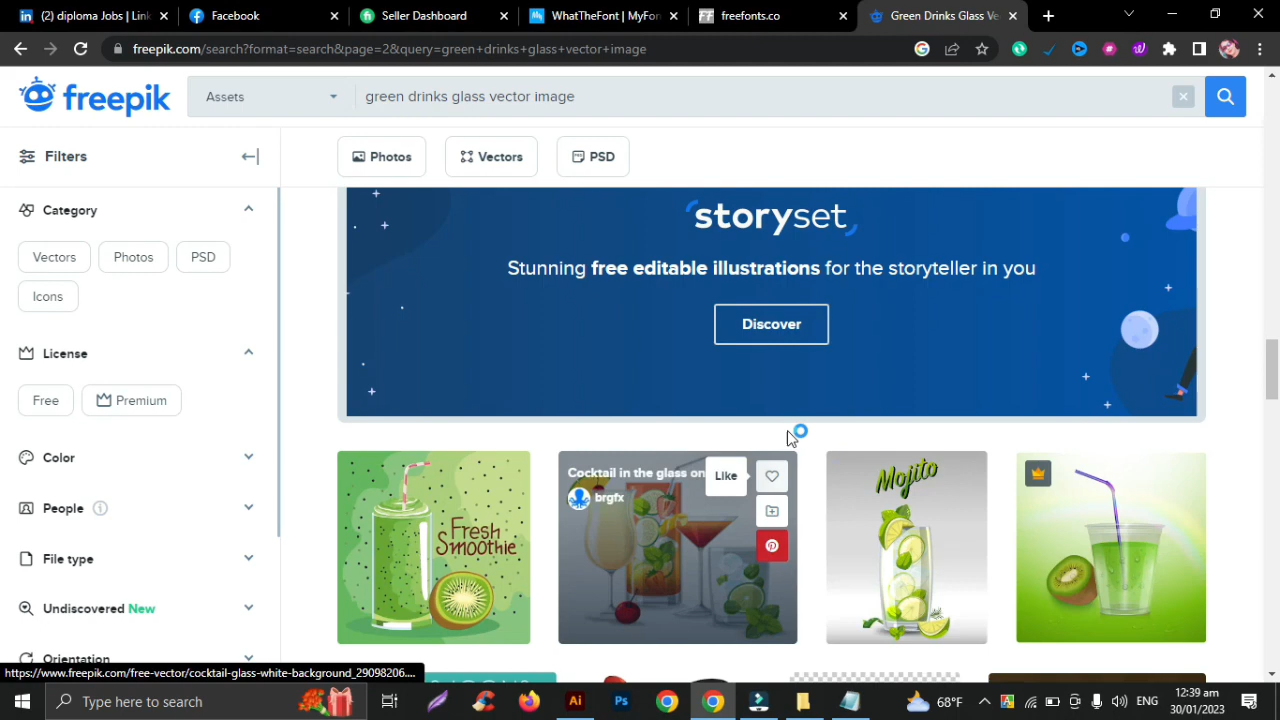 (2) diploma Jobs | Link
Facebook
Seller Dashboard
WhatTheFont | MyFon
freefonts.co
Green Drinks Glass Ve
freepik.com/search?format=search&page=2&query=green+drinks+glass+vector+image
freepik
Assets
green drinks glass vector image
Filters
Photos
Vectors
PSD
Category
Vectors
Photos
PSD
Icons
License
Free
Premium
Color
People
File type
Undiscovered New
Orientation
storyset
Stunning free editable illustrations for the storyteller in you
Discover
Fresh
Smoothie
Cocktail in the glass on
Like
brgfx
Mojito
https://www.freepik.com/free-vector/cocktail-glass-white-background_29098206....
Type here to search
Ai
Ps
68°F
ENG
12:39 am
30/01/2023